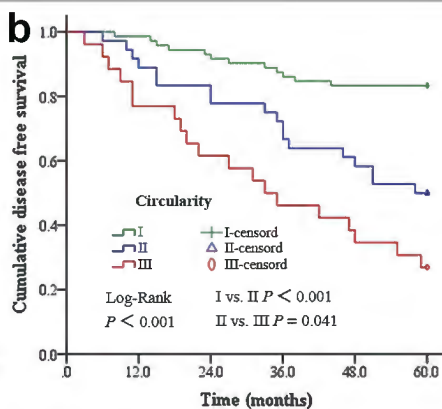 b
Cumulative disease free survival
1.0
0.8
0.6
0.4
0.2
0.0
Circularity
I
II
III
I-censord
II-censord
III-censord
Log-Rank
P < 0.001
I vs. II P < 0.001
II vs. III P = 0.041
.0 12.0 24.0 36.0 48.0 60.0
Time (months)